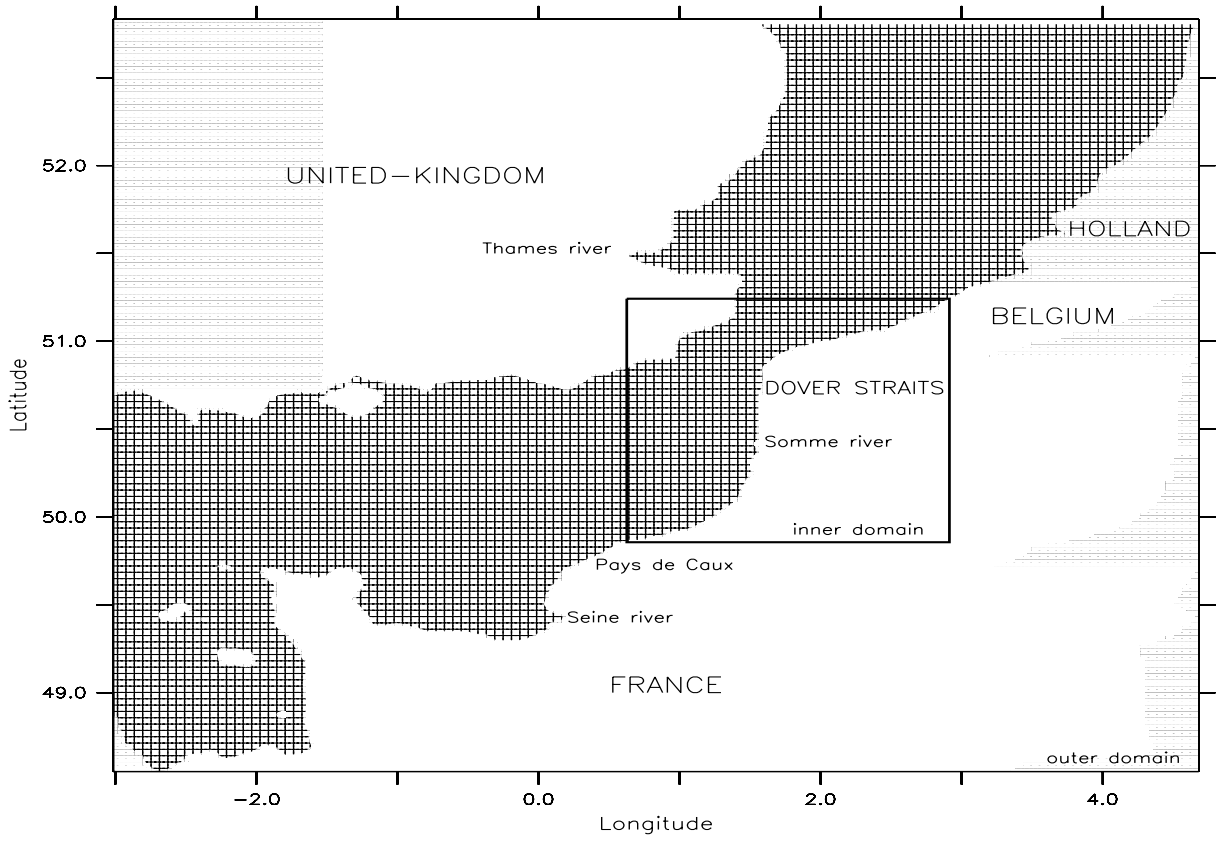 52.0
UNITED-KINGDOM
HOLLAND
Thames river
BELGIUM
51.0
Latitude
DOVER STRAITS
Somme river
50.0
inner domain
Pays de Caux
Seine river
49.0
FRANCE
outer domain
-2.0 0.0 2.0 4.0
Longitude